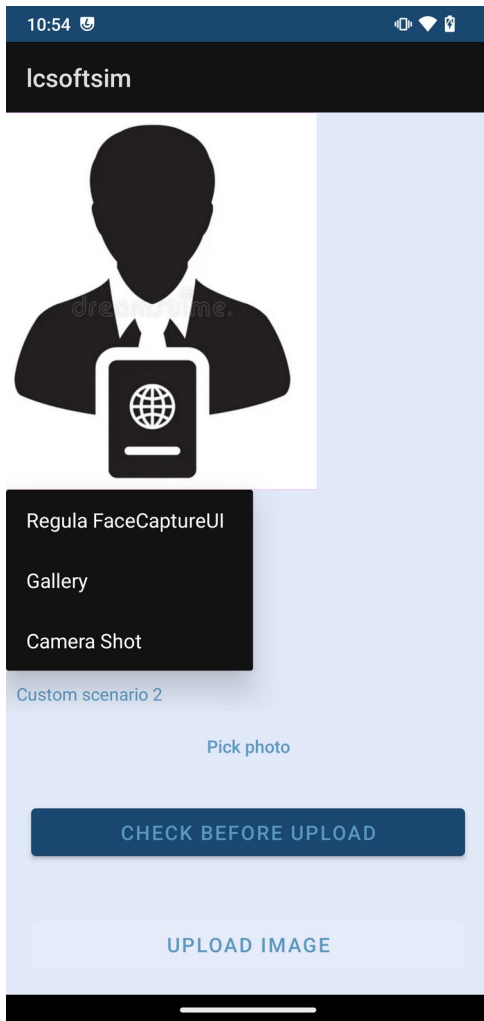 10:54
lcsoftsim
dreamstime.
Regula FaceCaptureUI
Gallery
Camera Shot
Custom scenario 2
Pick photo
CHECK BEFORE UPLOAD
UPLOAD IMAGE